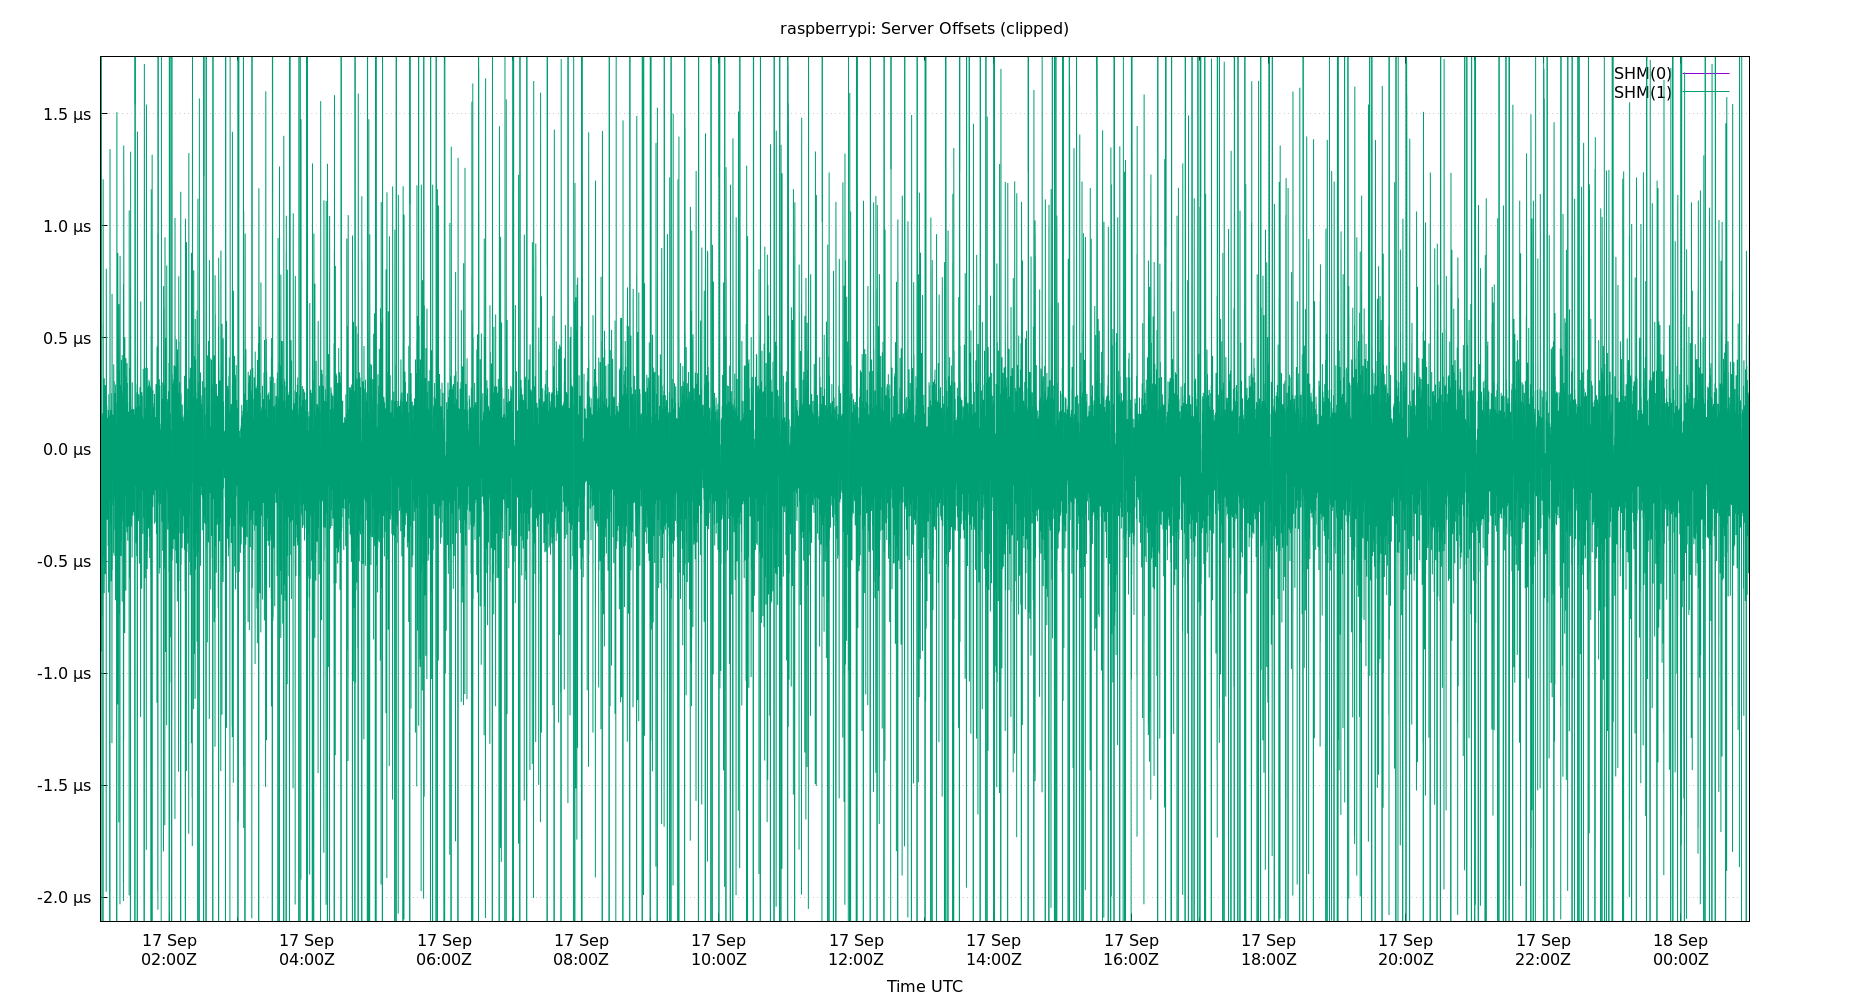 raspberrypi: Server Offsets (clipped)
SHM(0)
SHM(1)
1.5 µs
1.0 µs
0.5 µs
0.0 µs
-0.5 µs
-1.0 µs
-1.5 µs
-2.0 µs
17 Sep 17 Sep 17 Sep 17 Sep 17 Sep 17 Sep 17 Sep 17 Sep 17 Sep 17 Sep 17 Sep 18 Sep
02:00Z 04:00Z 06:00Z 08:00Z 10:00Z 12:00Z 14:00Z 16:00Z 18:00Z 20:00Z 22:00Z 00:00Z
Time UTC